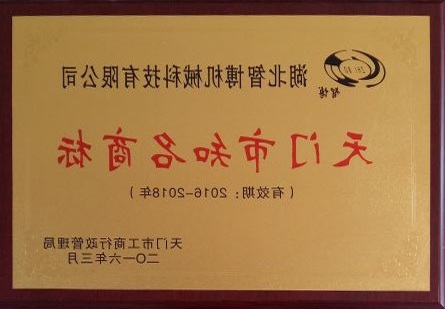 湖北智博机械科技有限公司
天门市知名商标
（有效期：2016-2018年）
天门市工商行政管理局
二〇一六年三月